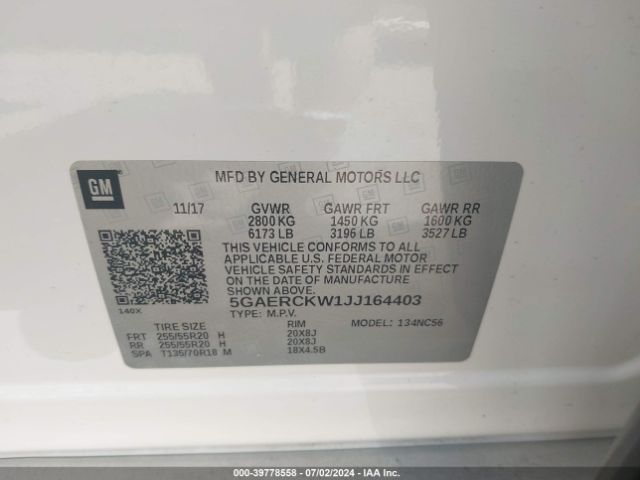 GM
MFD BY GENERAL MOTORS LLC
11/17 GVWR GAWR FRT GAWR RR
2800 KG 1450 KG 1600 KG
6173 LB 3196 LB 3527 LB
THIS VEHICLE CONFORMS TO ALL
APPLICABLE U.S. FEDERAL MOTOR
VEHICLE SAFETY STANDARDS IN EFFECT
ON THE DATE OF MANUFACTURE
SHOWN ABOVE.
140X 5GAERCKW1JJ164403
TYPE: M.P.V.
TIRE SIZE RIM MODEL: 134NC56
FRT 255/55R20 H 20X8J
RR 255/55R20 H 20X8J
SPA T135/70R18 M 18X4.5B
000-39778558 - 07/02/2024 - IAA Inc.